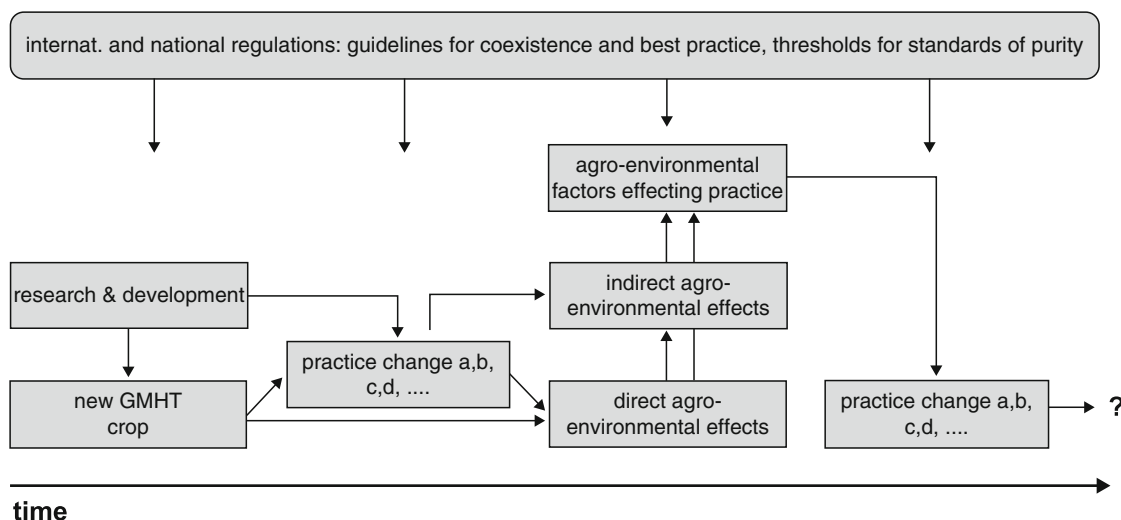 internat. and national regulations: guidelines for coexistence and best practice, thresholds for standards of purity
agro-environmental
factors effecting practice
research & development
indirect agro-
environmental effects
practice change a,b,
c,d, ....
new GMHT
crop
direct agro-
environmental effects
practice change a,b,
c,d, ....
?
time